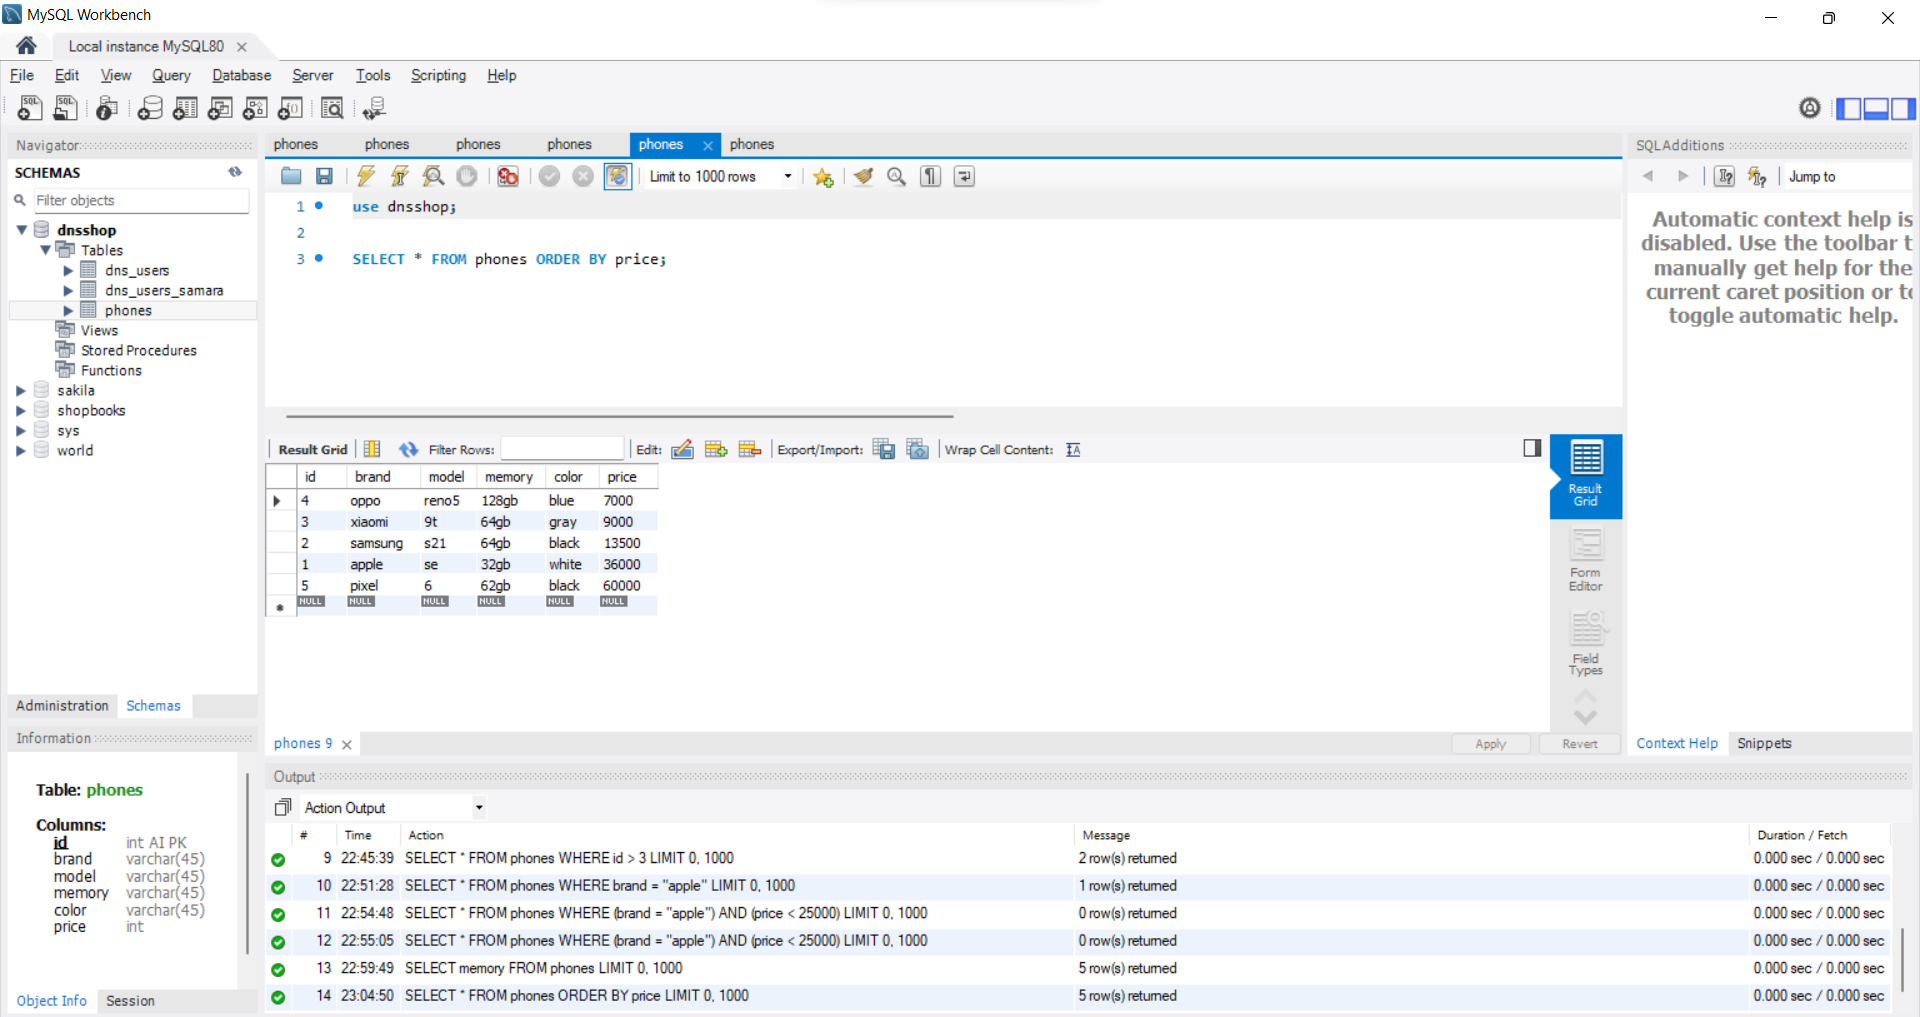 MySQL Workbench
Local instance MySQL80
File Edit View Query Database Server Tools Scripting Help
Navigator
SCHEMAS
Filter objects
dnsshop
Tables
dns_users
dns_users_samara
phones
Views
Stored Procedures
Functions
sakila
shopbooks
sys
world
Administration Schemas
Information
Table: phones
Columns:
id int AI PK
brand varchar(45)
model varchar(45)
memory varchar(45)
color varchar(45)
price int
Object Info Session
phones phones phones phones phones phones
Limit to 1000 rows
1 use dnsshop;
2
3 SELECT * FROM phones ORDER BY price;
Result Grid Filter Rows: Edit: Export/Import: Wrap Cell Content:
id brand model memory color price
4 oppo reno5 128gb blue 7000
3 xiaomi 9t 64gb gray 9000
2 samsung s21 64gb black 13500
1 apple se 32gb white 36000
5 pixel 6 62gb black 60000
NULL NULL NULL NULL NULL NULL
Result
Grid
Form
Editor
Field
Types
phones 9
Apply Revert
Output
Action Output
# Time Action Message Duration / Fetch
9 22:45:39 SELECT * FROM phones WHERE id > 3 LIMIT 0, 1000 2 row(s) returned 0.000 sec / 0.000 sec
10 22:51:28 SELECT * FROM phones WHERE brand = "apple" LIMIT 0, 1000 1 row(s) returned 0.000 sec / 0.000 sec
11 22:54:48 SELECT * FROM phones WHERE (brand = "apple") AND (price < 25000) LIMIT 0, 1000 0 row(s) returned 0.000 sec / 0.000 sec
12 22:55:05 SELECT * FROM phones WHERE (brand = "apple") AND (price < 25000) LIMIT 0, 1000 0 row(s) returned 0.000 sec / 0.000 sec
13 22:59:49 SELECT memory FROM phones LIMIT 0, 1000 5 row(s) returned 0.000 sec / 0.000 sec
14 23:04:50 SELECT * FROM phones ORDER BY price LIMIT 0, 1000 5 row(s) returned 0.000 sec / 0.000 sec
SQLAdditions
Jump to
Automatic context help is
disabled. Use the toolbar t
manually get help for the
current caret position or to
toggle automatic help.
Context Help Snippets